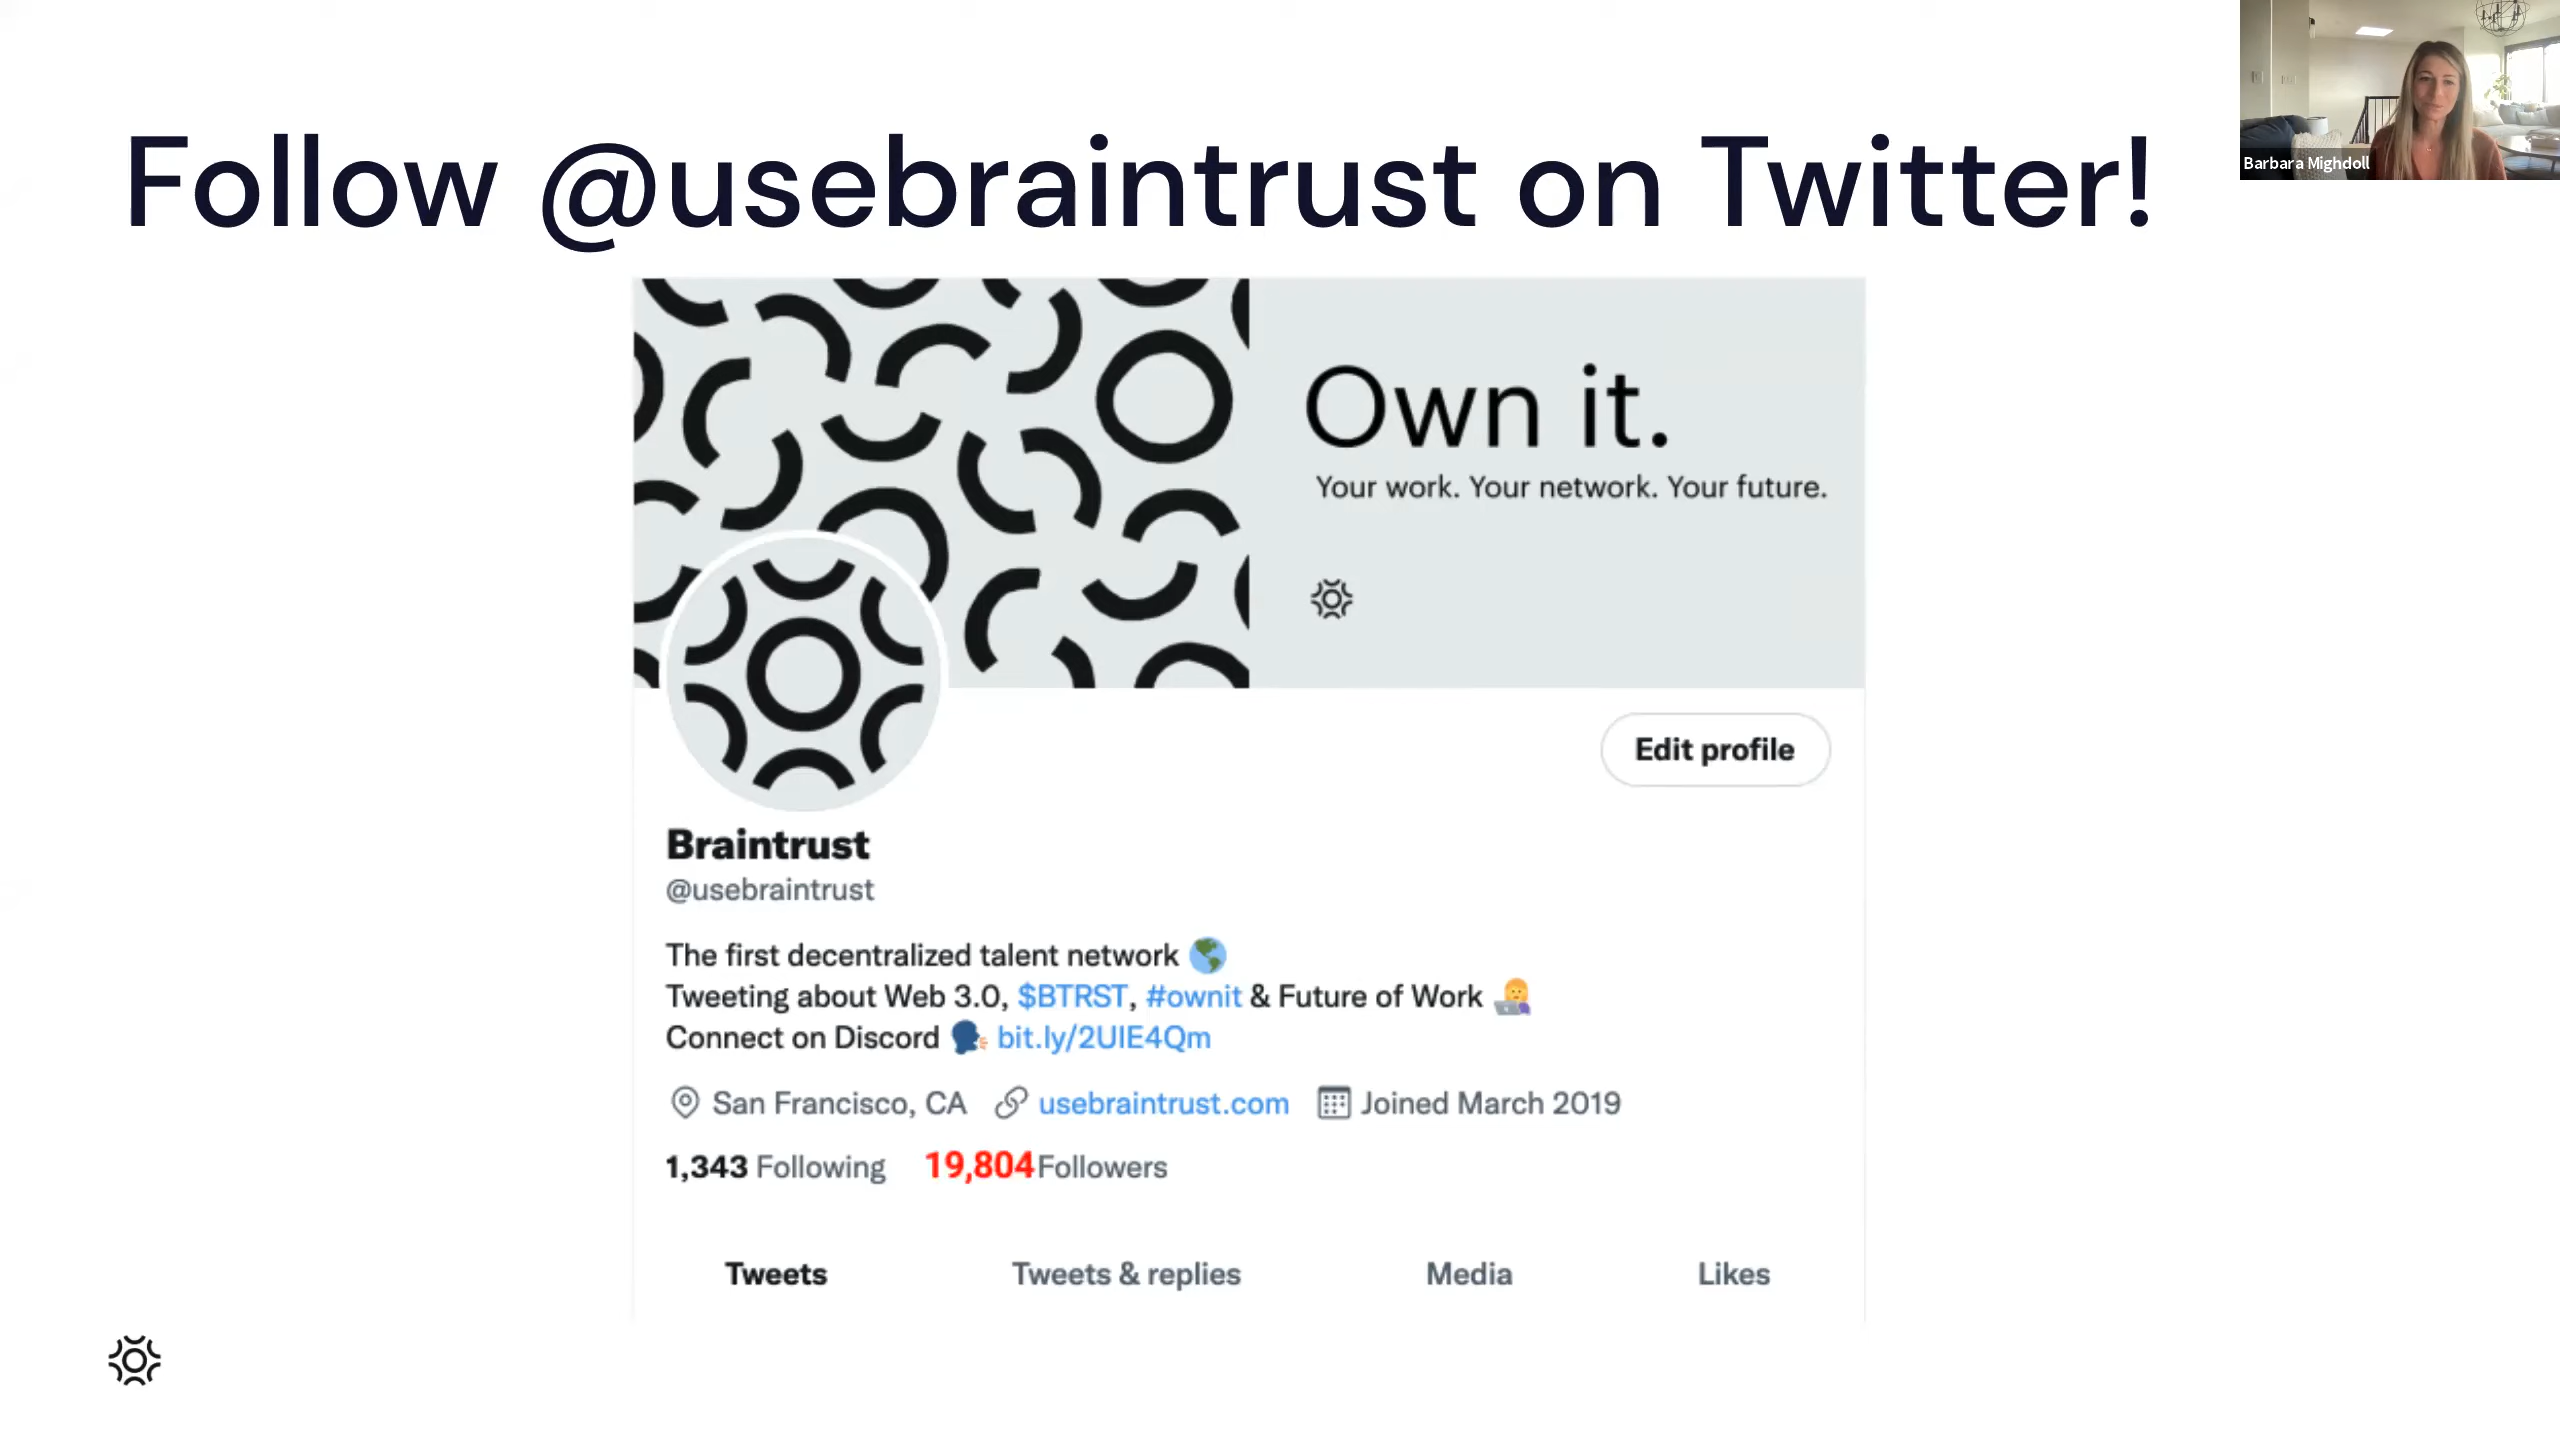 Follow @usebraintrust on Twitter!
Barbara Mighdoll
Own it.
Your work. Your network. Your future.
Edit profile
Braintrust
@usebraintrust
The first decentralized talent network 🌎
Tweeting about Web 3.0, $BTRST, #ownit & Future of Work 🧑‍💻
Connect on Discord 🗣 bit.ly/2UIE4Qm
San Francisco, CA usebraintrust.com Joined March 2019
1,343 Following 19,804 Followers
Tweets Tweets & replies Media Likes